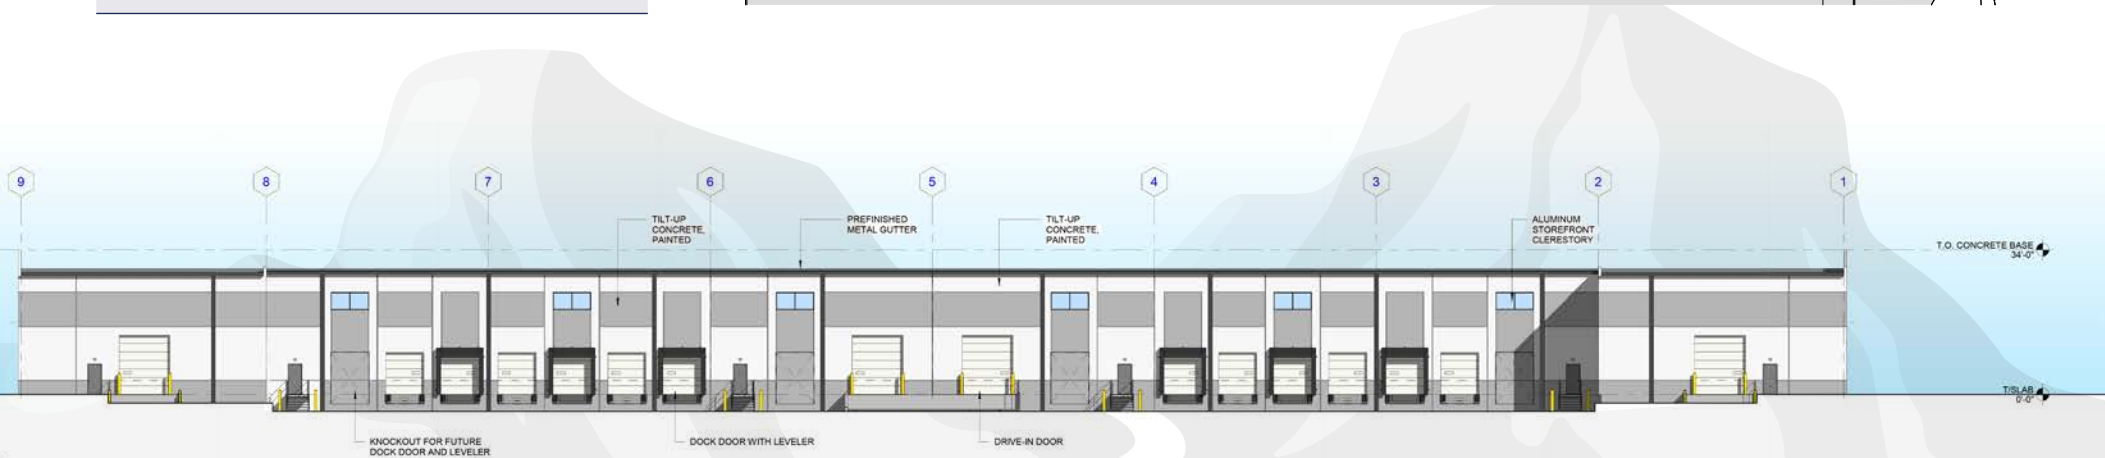 9
8
7
6
5
4
3
2
1
TILT-UP
CONCRETE,
PAINTED
PREFINISHED
METAL GUTTER
TILT-UP
CONCRETE,
PAINTED
ALUMINUM
STOREFRONT
CLERESTORY
T.O. CONCRETE BASE
34'-0"
T/SLAB
0'-0"
KNOCKOUT FOR FUTURE
DOCK DOOR AND LEVELER
DOCK DOOR WITH LEVELER
DRIVE-IN DOOR